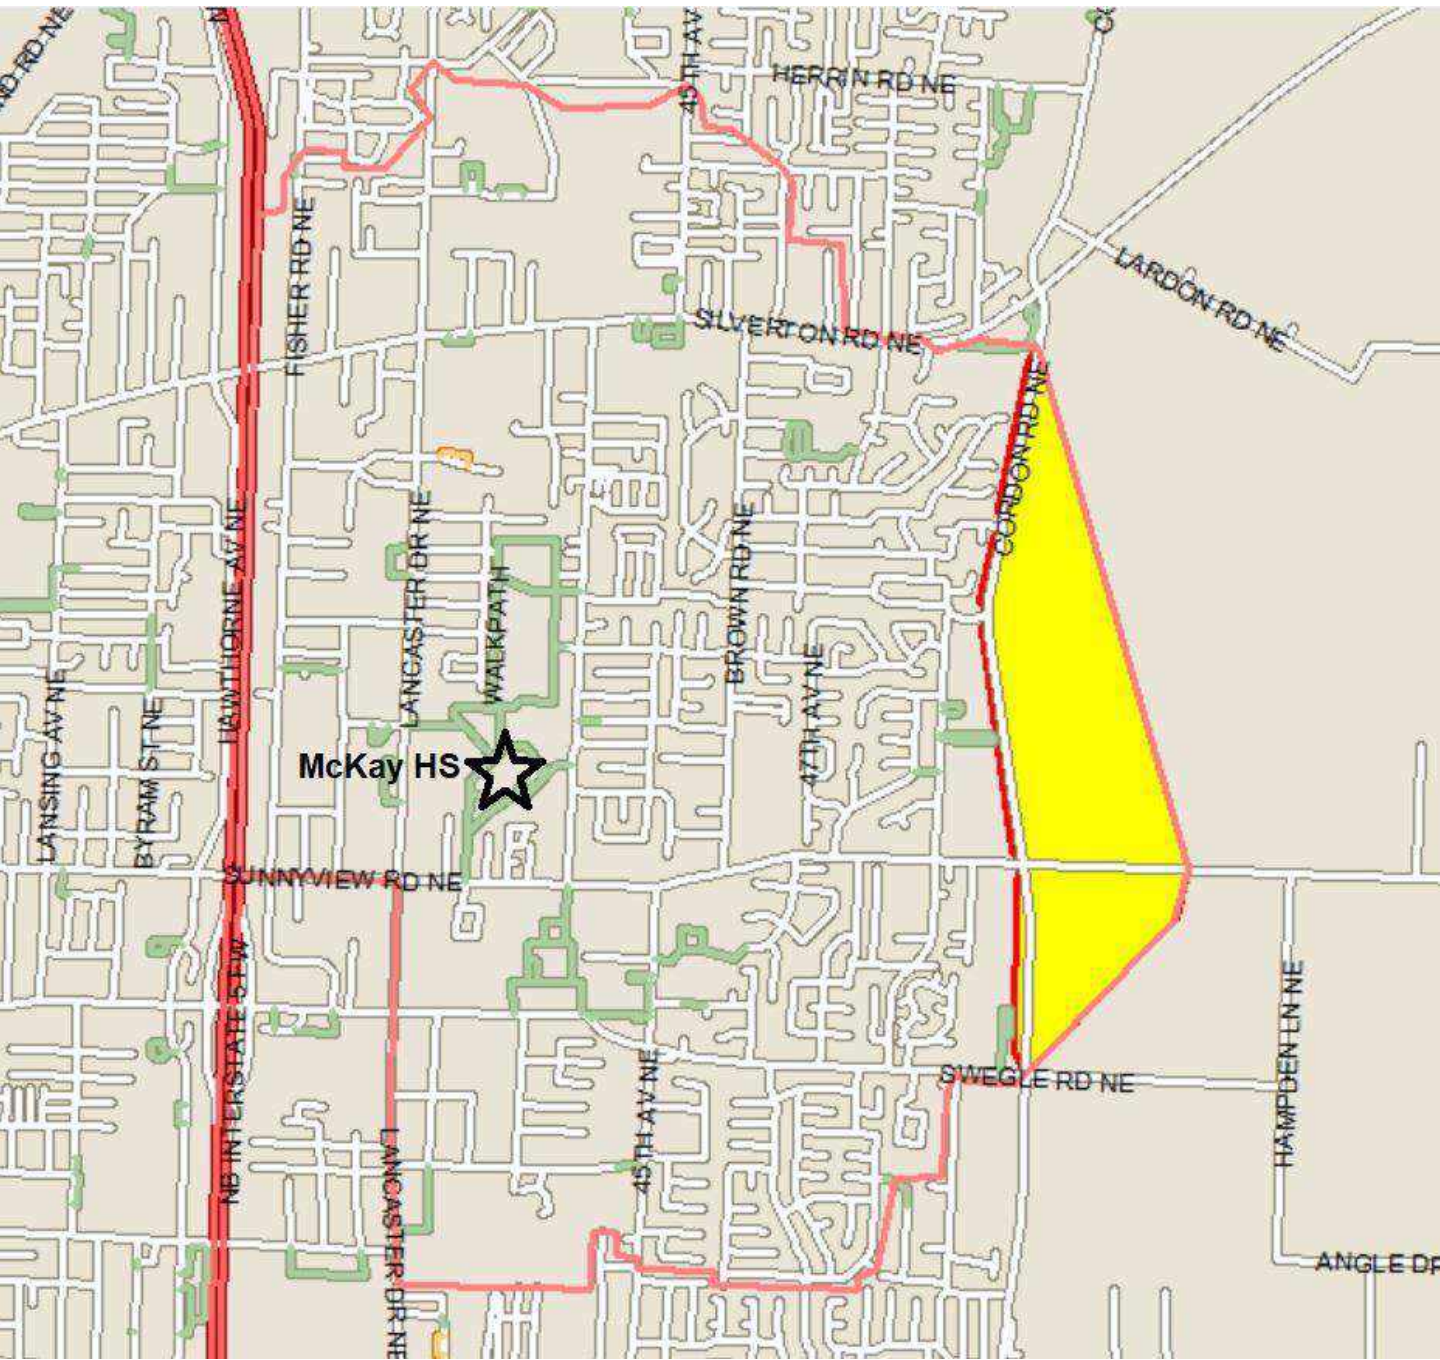 HERRIN RD NE
45TH AV
FISHER RD NE
LARDON RD NE
SILVERTON RD NE
CORDON RD NE
HAWTHORNE AV NE
LANCASTER DR NE
WALKPATH
BROWN RD NE
47TH AV NE
LANSING AV NE
BYRAM ST NE
McKay HS
SUNNYVIEW RD NE
NB INTERSTATE 5 FW
45TH AV NE
SWEGLE RD NE
HAMPDEN LN NE
LANCASTER DR NE
ANGLE DR